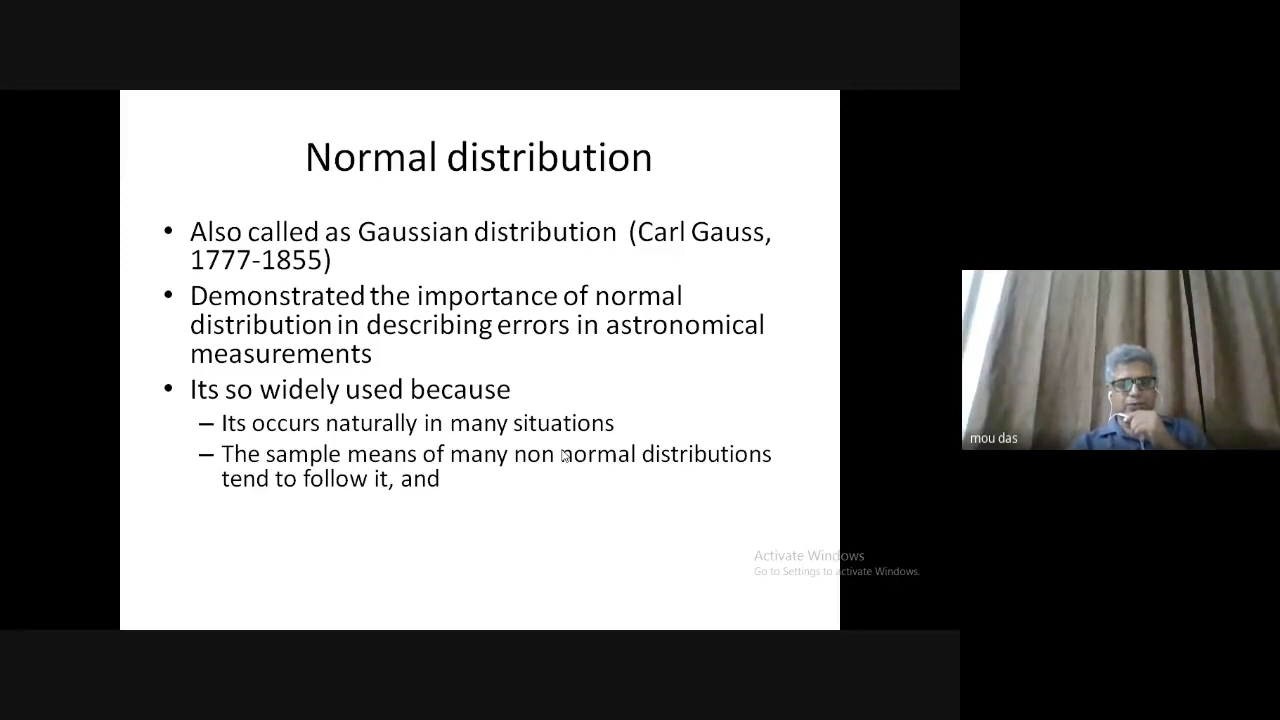 Normal distribution
• Also called as Gaussian distribution (Carl Gauss,
1777-1855)
• Demonstrated the importance of normal
distribution in describing errors in astronomical
measurements
• Its so widely used because
– Its occurs naturally in many situations
– The sample means of many non normal distributions
tend to follow it, and
Activate Windows
Go to Settings to activate Windows.
mou das